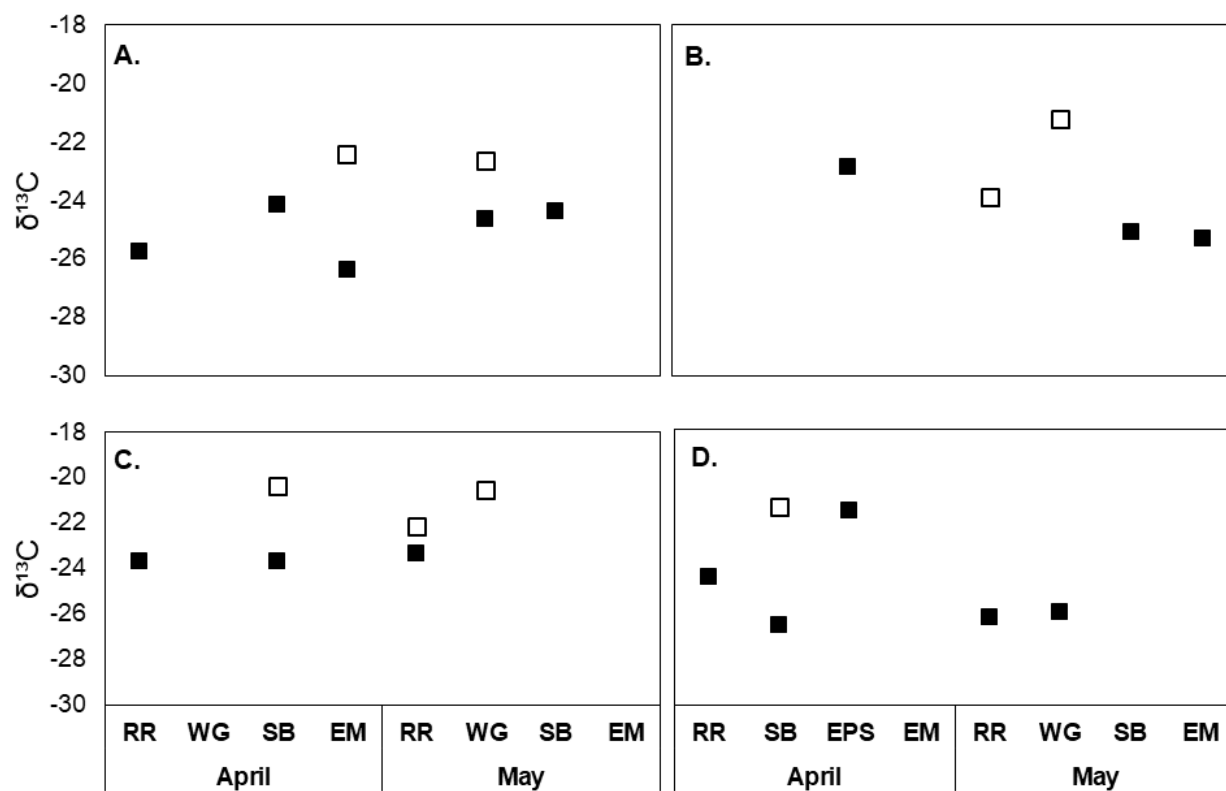 A.
B.
-18
-20
-22
-24
-26
-28
-30
δ¹³C
C.
D.
-18
-20
-22
-24
-26
-28
-30
δ¹³C
RR WG SB EM RR WG SB EM RR SB EPS EM RR WG SB EM
April May April May